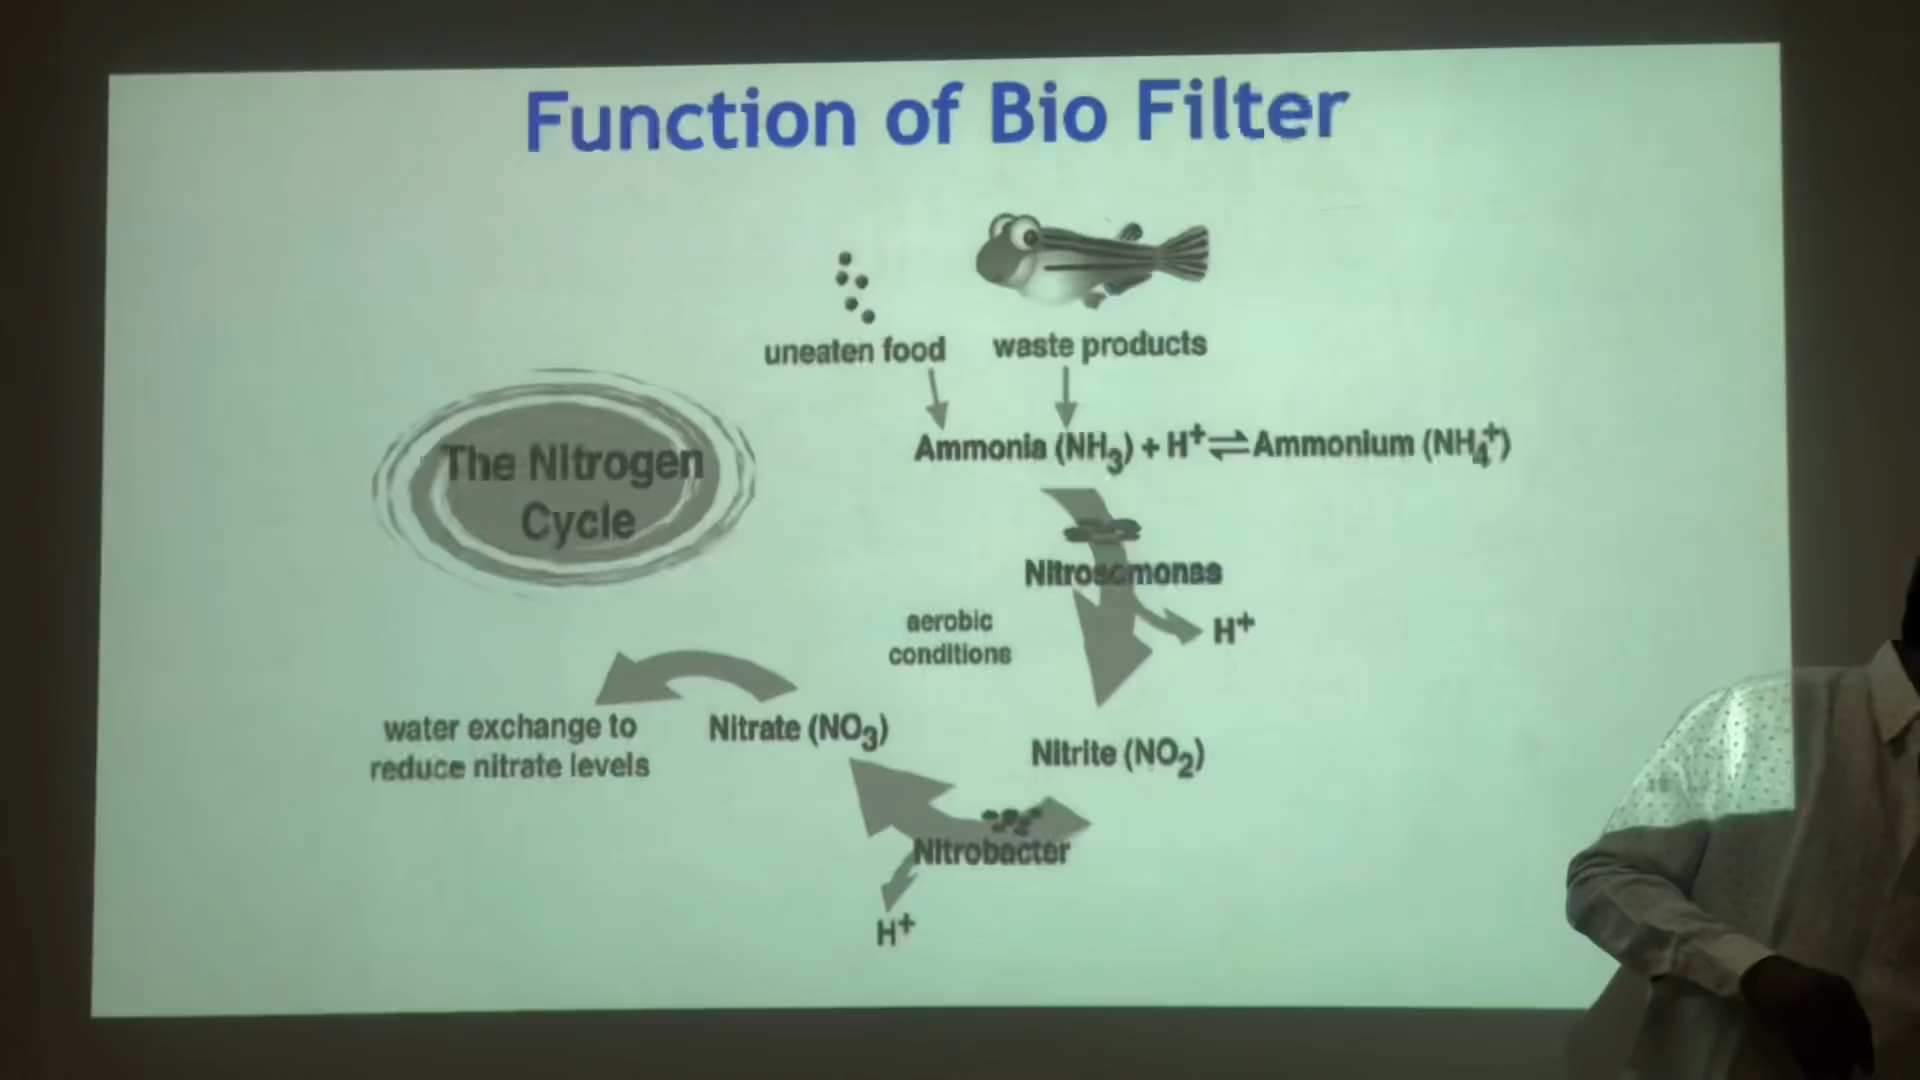 Function of Bio Filter
uneaten food
waste products
Ammonia (NH₃) + H⁺ ⇌ Ammonium (NH₄⁺)
The Nitrogen
Cycle
Nitrosomonas
H⁺
aerobic
conditions
water exchange to
reduce nitrate levels
Nitrate (NO₃)
Nitrite (NO₂)
Nitrobacter
H⁺